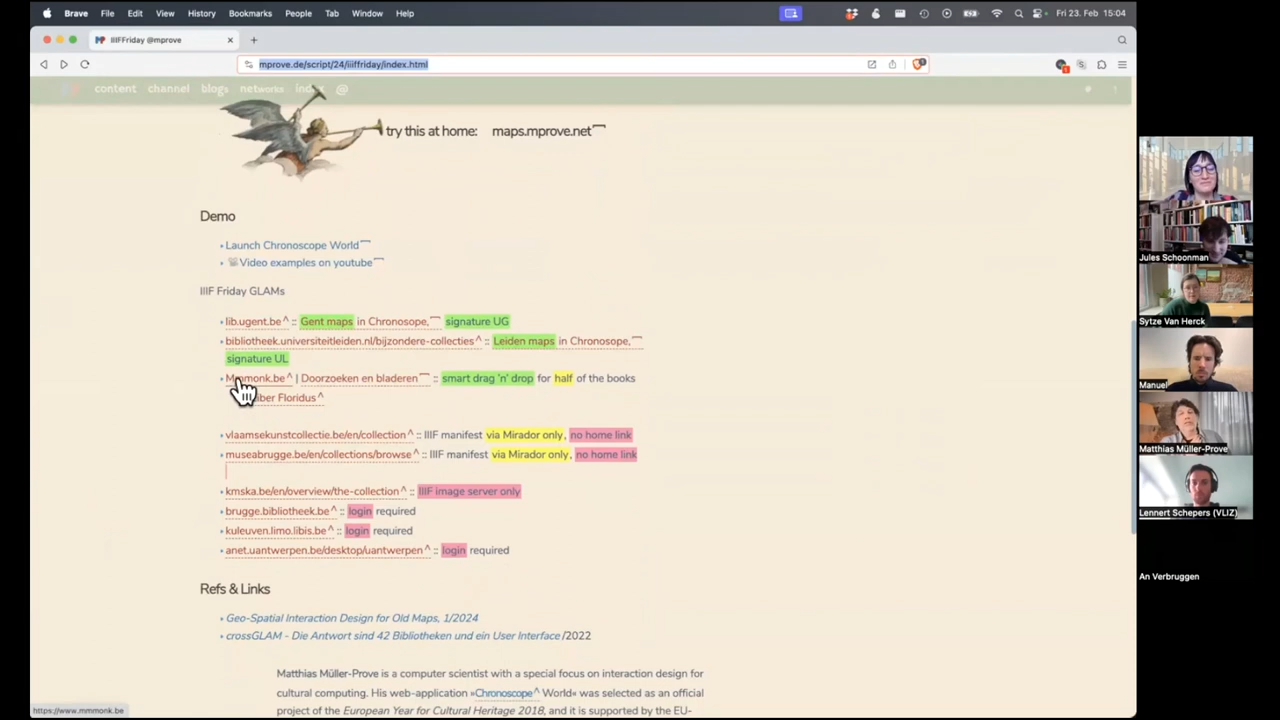 Brave File Edit View History Bookmarks People Tab Window Help Fri 23. Feb 15:04
IIIFFriday @mprove
mprove.de/script/24/iiiffriday/index.html
content channel blogs networks index @
try this at home: maps.mprove.net
Demo
• Launch Chronoscope World
• Video examples on youtube
IIIF Friday GLAMs
• lib.ugent.be ^ :: Gent maps in Chronosope, signature UG
• bibliotheek.universiteitleiden.nl/bijzondere-collecties ^ :: Leiden maps in Chronosope,
signature UL
• Mmmonk.be ^ | Doorzoeken en bladeren :: smart drag 'n' drop for half of the books
Liber Floridus ^
• vlaamsekunstcollectie.be/en/collection ^ :: IIIF manifest via Mirador only, no home link
• museabrugge.be/en/collections/browse ^ :: IIIF manifest via Mirador only, no home link
• kmska.be/en/overview/the-collection ^ :: IIIF image server only
• brugge.bibliotheek.be ^ :: login required
• kuleuven.limo.libis.be ^ :: login required
• anet.uantwerpen.be/desktop/uantwerpen ^ :: login required
Refs & Links
• Geo-Spatial Interaction Design for Old Maps, 1/2024
• crossGLAM - Die Antwort sind 42 Bibliotheken und ein User Interface /2022
Matthias Müller-Prove is a computer scientist with a special focus on interaction design for
cultural computing. His web-application »Chronoscope ^ World« was selected as an official
project of the European Year for Cultural Heritage 2018, and it is supported by the EU-
https://www.mmmonk.be
Jules Schoonman
Sytze Van Herck
Manuel
Matthias Müller-Prove
Lennert Schepers (VLIZ)
An Verbruggen